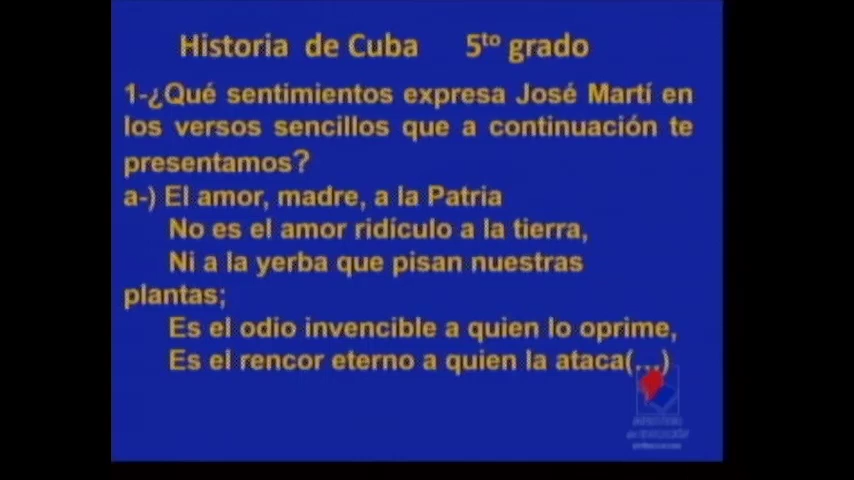 Historia de Cuba 5to grado
1-¿Qué sentimientos expresa José Martí en
los versos sencillos que a continuación te
presentamos?
a-) El amor, madre, a la Patria
No es el amor ridículo a la tierra,
Ni a la yerba que pisan nuestras
plantas;
Es el odio invencible a quien lo oprime,
Es el rencor eterno a quien la ataca(...)